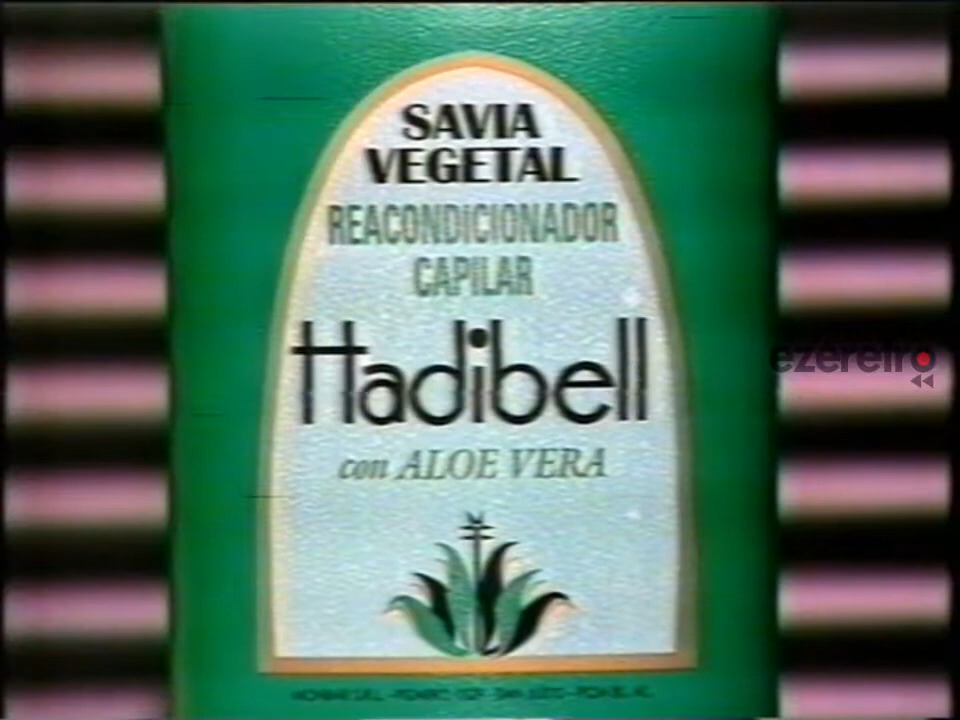 SAVIA
VEGETAL
REACONDICIONADOR
CAPILAR
Hadibell
con ALOE VERA
ezereiro